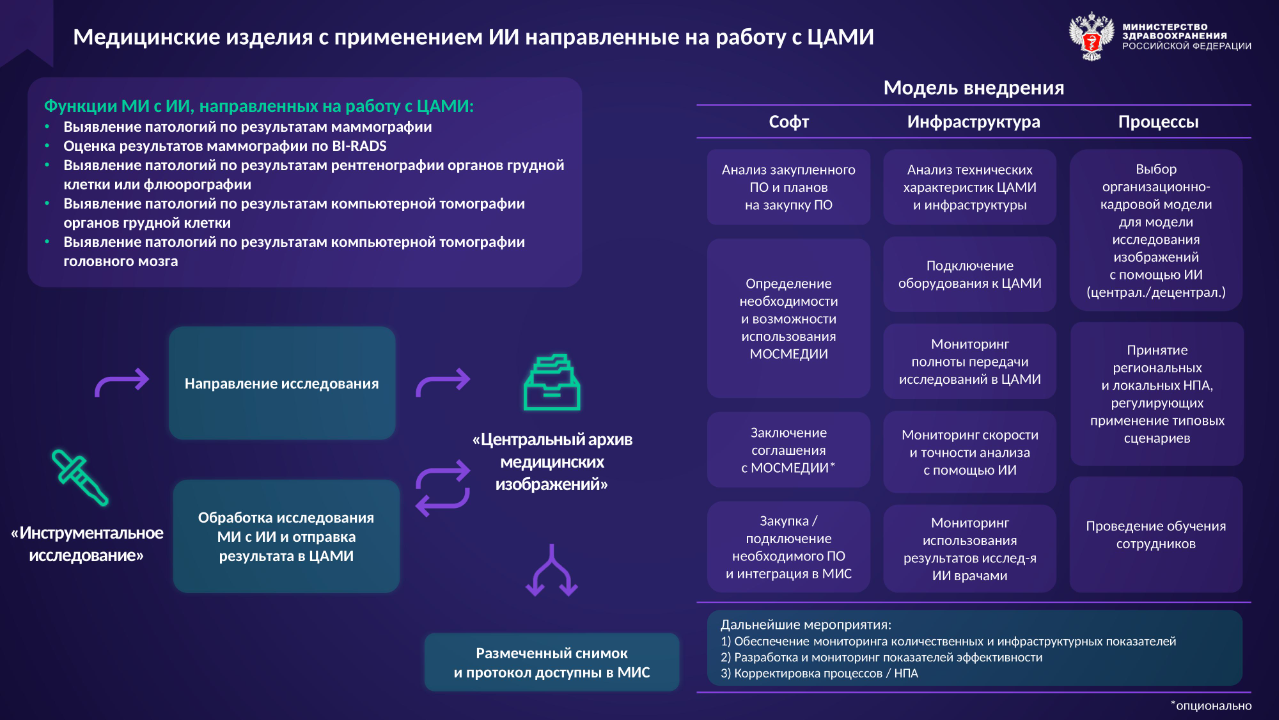 Медицинские изделия с применением ИИ направленные на работу с ЦАМИ
МИНИСТЕРСТВО
ЗДРАВООХРАНЕНИЯ
РОССИЙСКОЙ ФЕДЕРАЦИИ
Функции МИ с ИИ, направленных на работу с ЦАМИ:
• Выявление патологий по результатам маммографии
• Оценка результатов маммографии по BI-RADS
• Выявление патологий по результатам рентгенографии органов грудной
клетки или флюорографии
• Выявление патологий по результатам компьютерной томографии
органов грудной клетки
• Выявление патологий по результатам компьютерной томографии
головного мозга
Направление исследования
«Центральный архив
медицинских
изображений»
«Инструментальное
исследование»
Обработка исследования
МИ с ИИ и отправка
результата в ЦАМИ
Размеченный снимок
и протокол доступны в МИС
Модель внедрения
Софт
Инфраструктура
Процессы
Анализ закупленного
ПО и планов
на закупку ПО
Определение
необходимости
и возможности
использования
МОСМЕДИИ
Заключение
соглашения
с МОСМЕДИИ*
Закупка /
подключение
необходимого ПО
и интеграция в МИС
Анализ технических
характеристик ЦАМИ
и инфраструктуры
Подключение
оборудования к ЦАМИ
Мониторинг
полноты передачи
исследований в ЦАМИ
Мониторинг скорости
и точности анализа
с помощью ИИ
Мониторинг
использования
результатов исслед-я
ИИ врачами
Выбор
организационно-
кадровой модели
для модели
исследования
изображений
с помощью ИИ
(централ./децентрал.)
Принятие
региональных
и локальных НПА,
регулирующих
применение типовых
сценариев
Проведение обучения
сотрудников
Дальнейшие мероприятия:
1) Обеспечение мониторинга количественных и инфраструктурных показателей
2) Разработка и мониторинг показателей эффективности
3) Корректировка процессов / НПА
*опционально